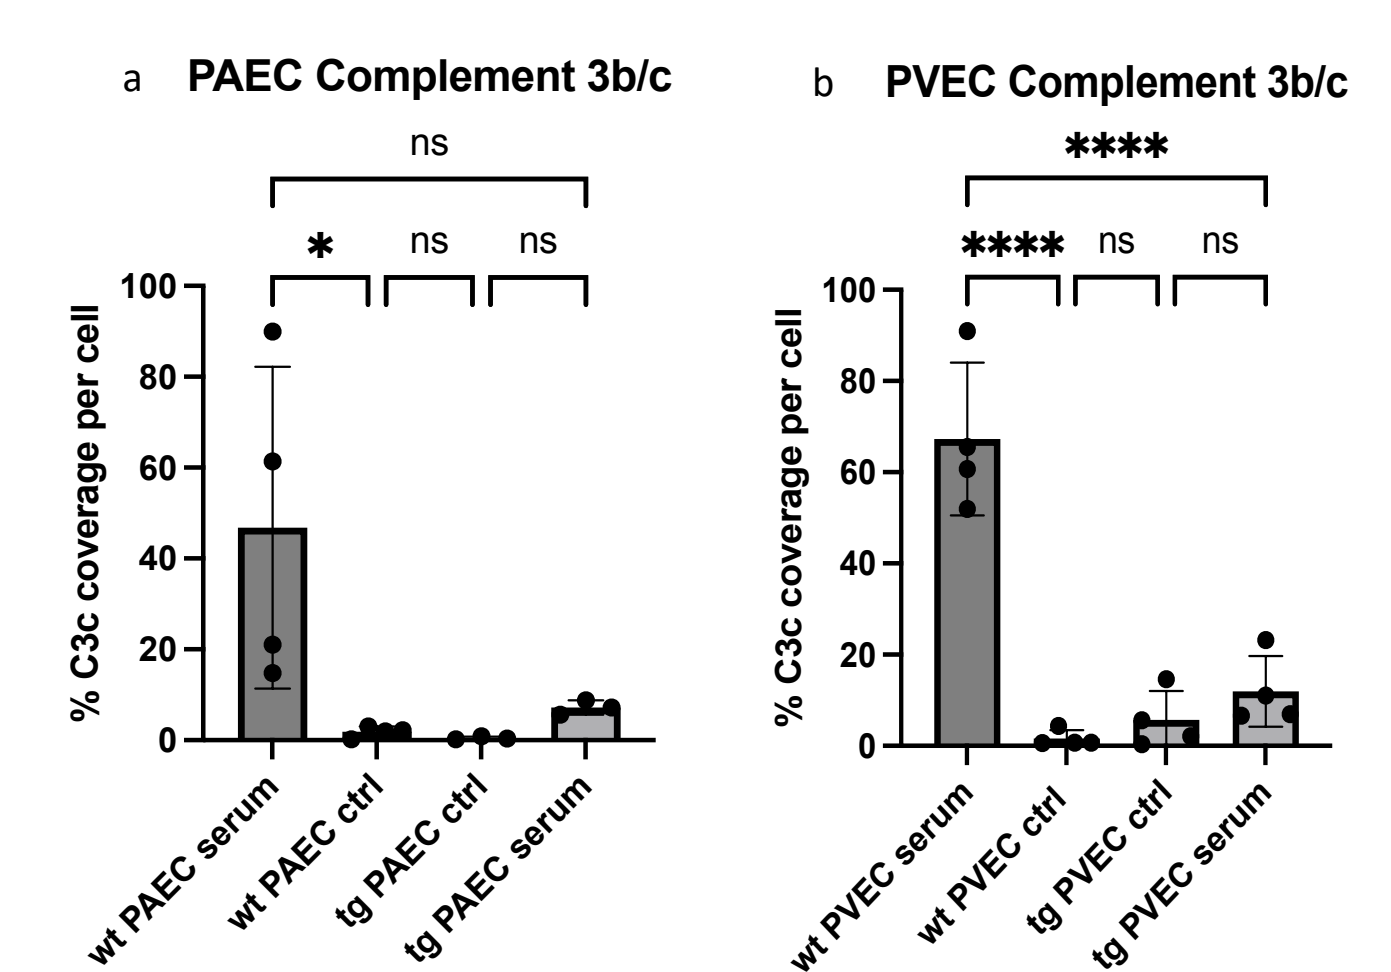 a PAEC Complement 3b/c
ns
* ns ns
% C3c coverage per cell
100
80
60
40
20
0
wt PAEC serum
wt PAEC ctrl
tg PAEC ctrl
tg PAEC serum
b PVEC Complement 3b/c
****
**** ns ns
% C3c coverage per cell
100
80
60
40
20
0
wt PVEC serum
wt PVEC ctrl
tg PVEC ctrl
tg PVEC serum